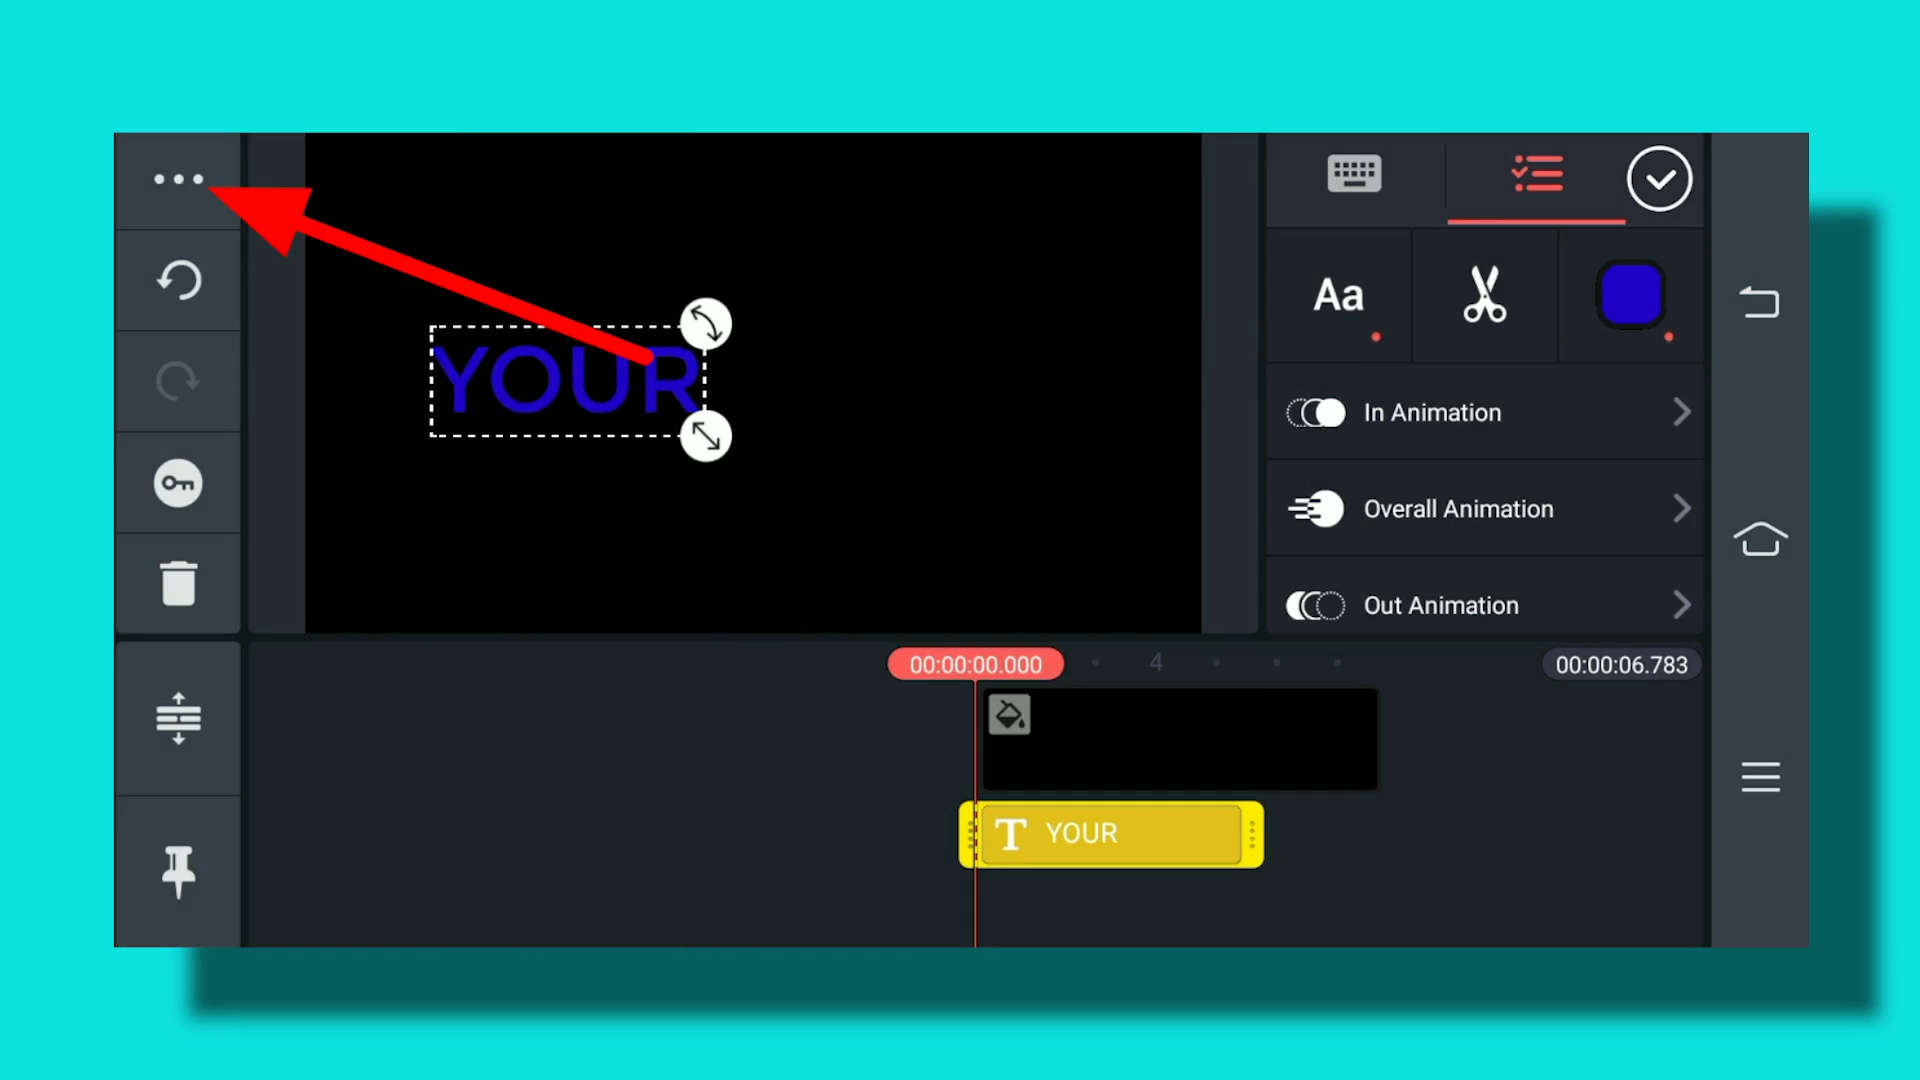 YOUR
Aa
In Animation
Overall Animation
Out Animation
00:00:00.000
4
00:00:06.783
T YOUR